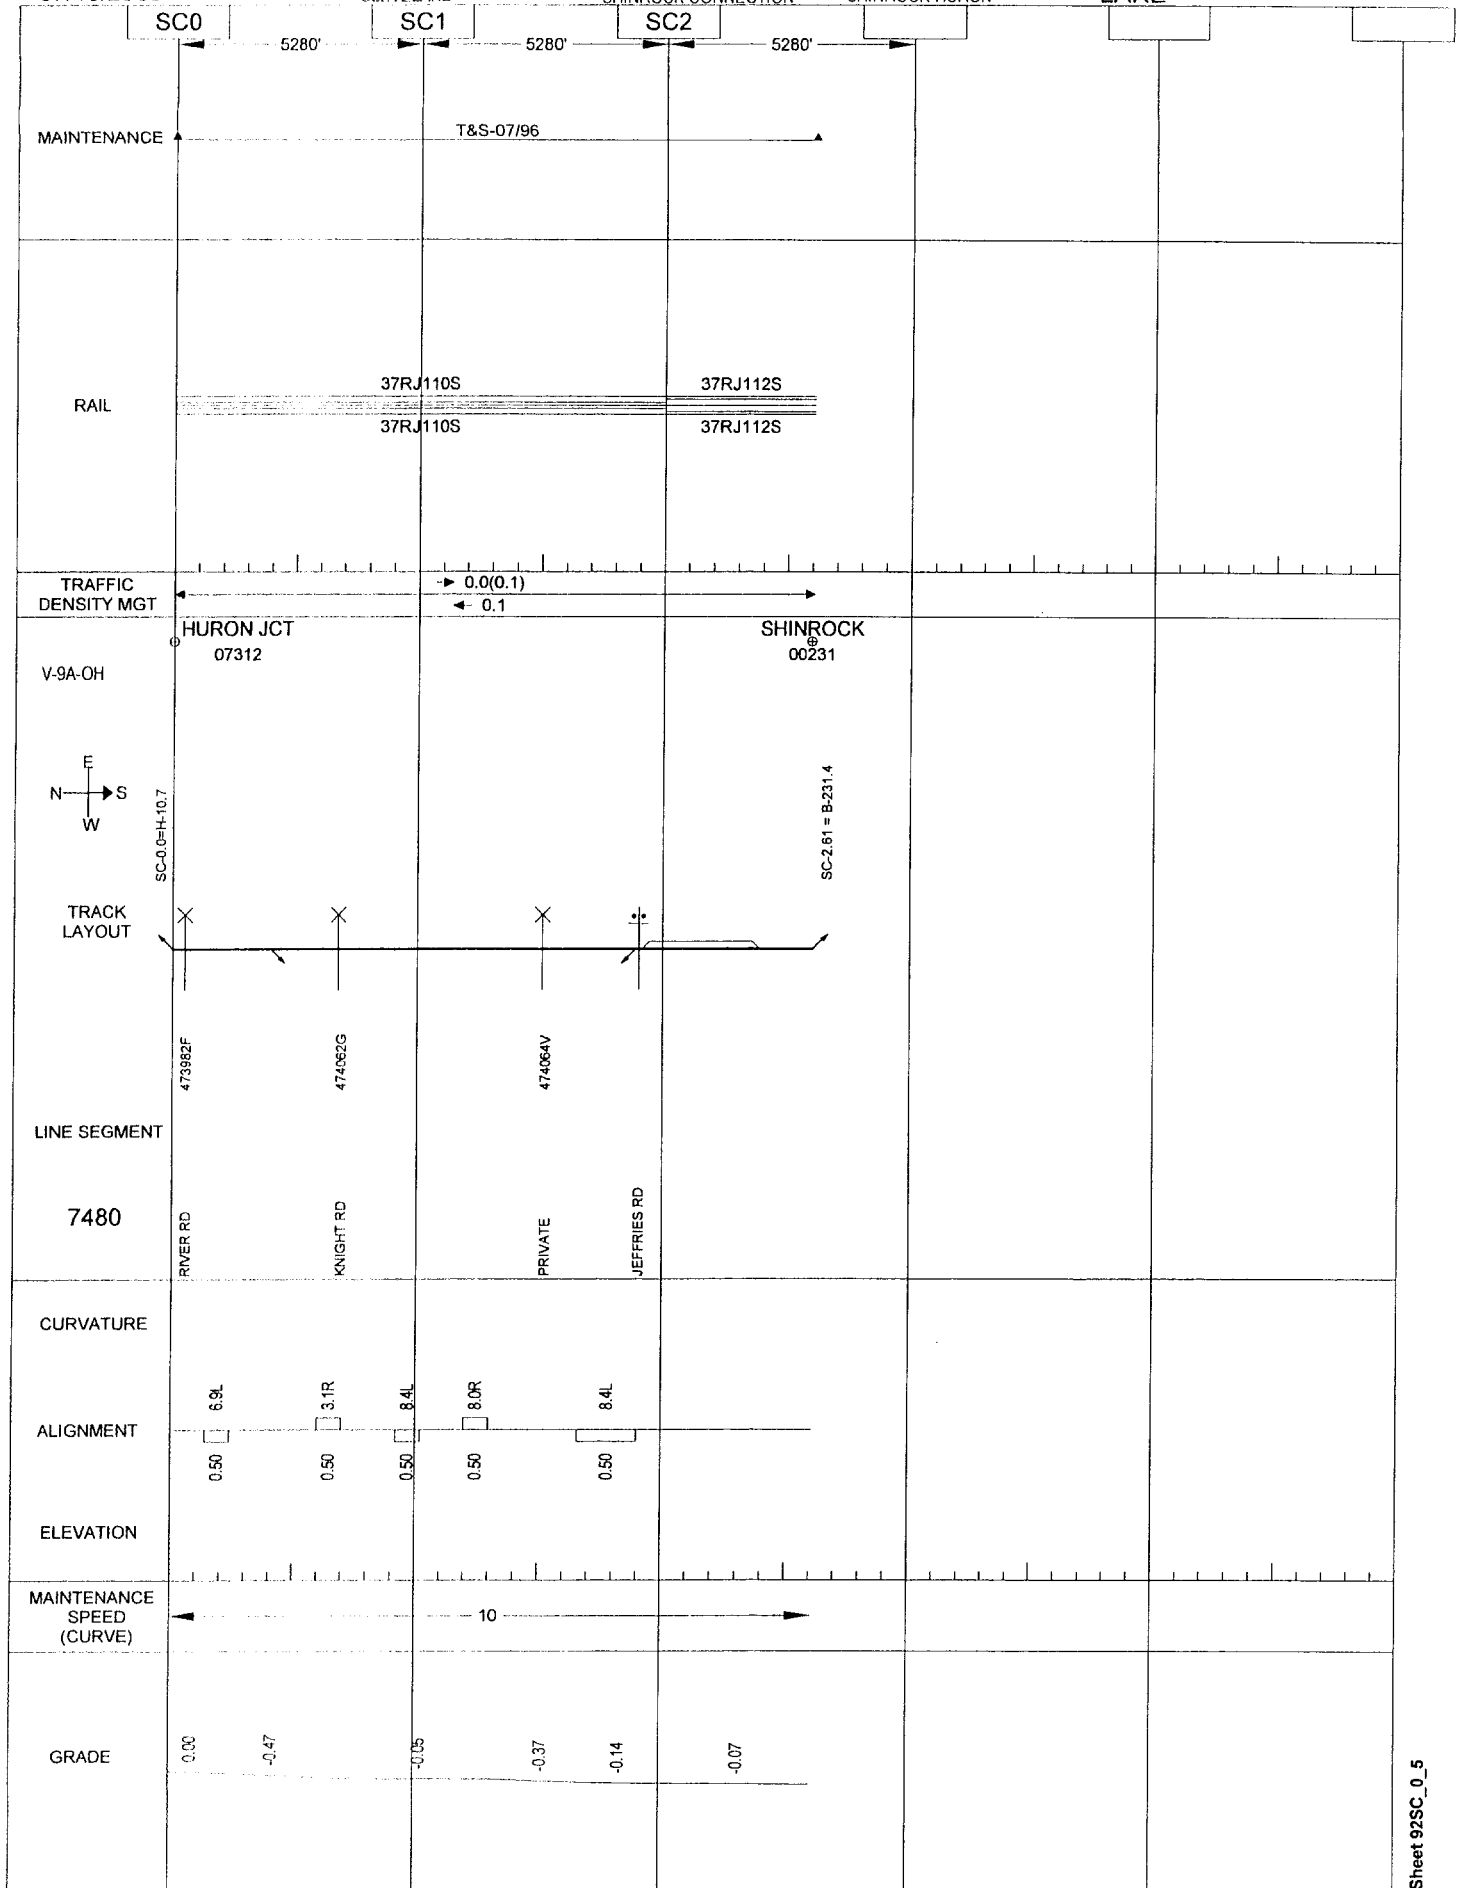 SHINROCK CONNECTION
LAKE
SC0 SC1 SC2
5280' 5280' 5280'
MAINTENANCE
T&S-07/96
37RJ110S 37RJ112S
RAIL
37RJ110S 37RJ112S
TRAFFIC
DENSITY MGT
0.0(0.1)
0.1
HURON JCT
07312
SHINROCK
00231
V-9A-OH
E
N S
W
SC-0.0=H-10.7
SC-2.61 = B-231.4
TRACK
LAYOUT
473982F
474062G
474064V
LINE SEGMENT
7480
RIVER RD
KNIGHT RD
PRIVATE
JEFFRIES RD
CURVATURE
6.9L 3.1R 8.4L 8.0R 8.4L
ALIGNMENT
0.50 0.50 0.50 0.50 0.50
ELEVATION
MAINTENANCE
SPEED
(CURVE)
10
GRADE
0.00 -0.47 -0.05 -0.37 -0.14 -0.07
Sheet 92SC_0_5